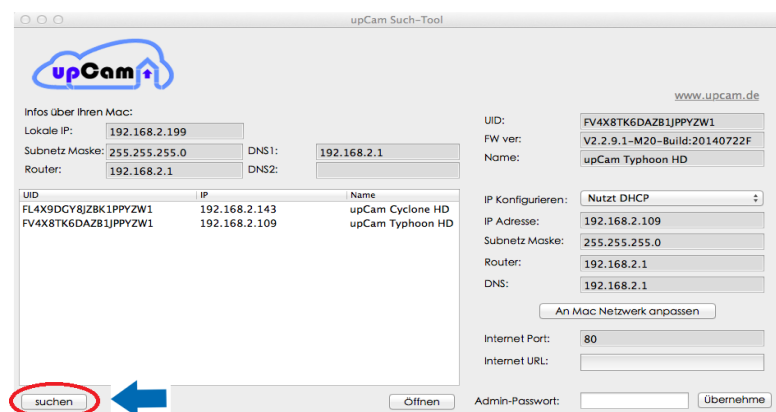 upCam Such-Tool
upCam
www.upcam.de
Infos über Ihren Mac:
Lokale IP: 192.168.2.199
Subnetz Maske: 255.255.255.0 DNS1: 192.168.2.1
Router: 192.168.2.1 DNS2:
UID IP Name
FL4X9DGY8JZBK1PPYZW1 192.168.2.143 upCam Cyclone HD
FV4X8TK6DAZB1JPPYZW1 192.168.2.109 upCam Typhoon HD
suchen Öffnen
UID: FV4X8TK6DAZB1JPPYZW1
FW ver: V2.2.9.1-M20-Build:20140722F
Name: upCam Typhoon HD
IP Konfigurieren: Nutzt DHCP
IP Adresse: 192.168.2.109
Subnetz Maske: 255.255.255.0
Router: 192.168.2.1
DNS: 192.168.2.1
An Mac Netzwerk anpassen
Internet Port: 80
Internet URL:
Admin-Passwort: Übernehme